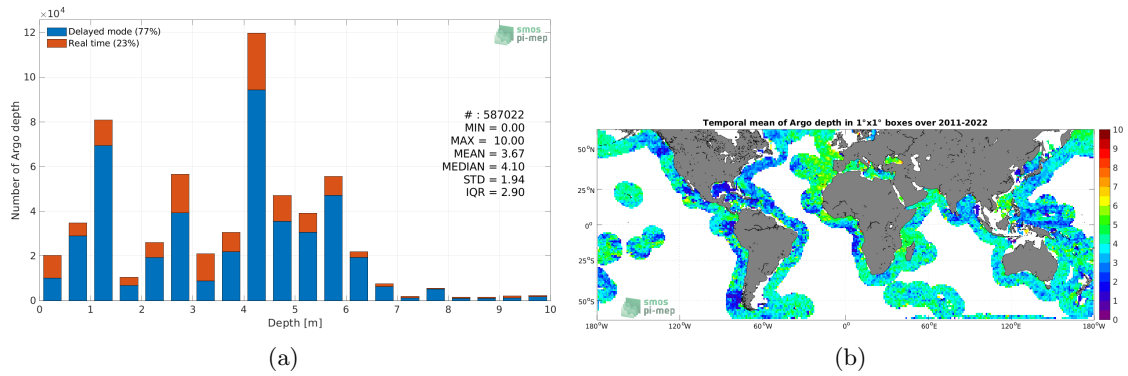 ×10⁴
12
10
8
6
4
2
0
Number of Argo depth
Delayed mode (77%)
Real time (23%)
smos
pi-mep
# : 587022
MIN = 0.00
MAX = 10.00
MEAN = 3.67
MEDIAN = 4.10
STD = 1.94
IQR = 2.90
0 1 2 3 4 5 6 7 8 9 10
Depth [m]
(a)
Temporal mean of Argo depth in 1°x1° boxes over 2011-2022
50°N
25°N
0°
25°S
50°S
smos
pi-mep
180°W 120°W 60°W 0° 60°E 120°E 180°W
10
9
8
7
6
5
4
3
2
1
0
(b)